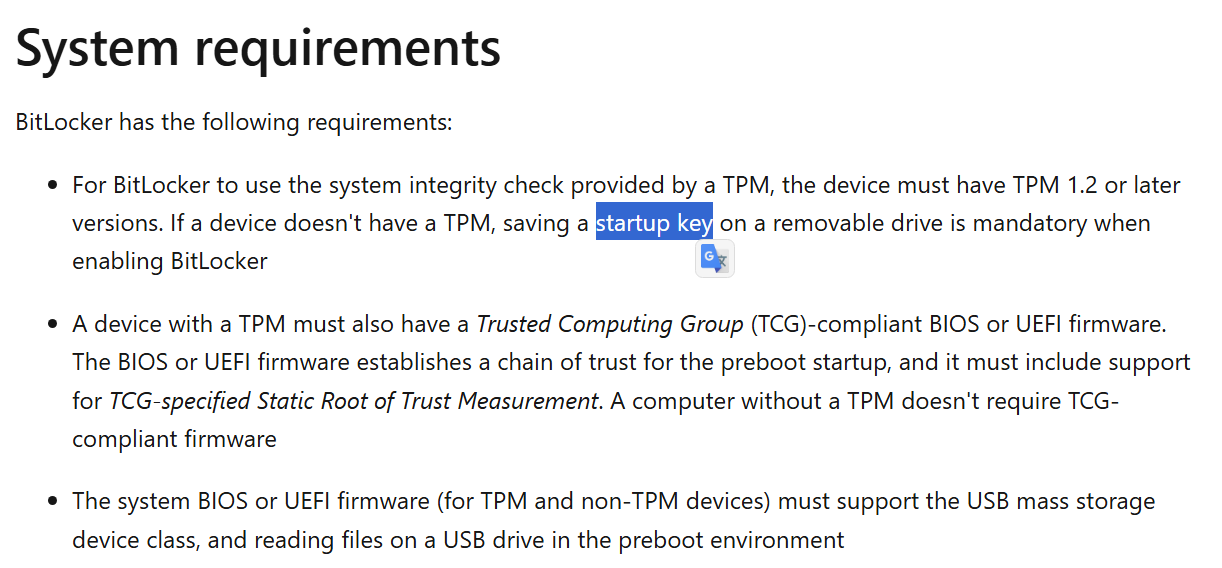 System requirements
BitLocker has the following requirements:
• For BitLocker to use the system integrity check provided by a TPM, the device must have TPM 1.2 or later
versions. If a device doesn't have a TPM, saving a startup key on a removable drive is mandatory when
enabling BitLocker
• A device with a TPM must also have a Trusted Computing Group (TCG)-compliant BIOS or UEFI firmware.
The BIOS or UEFI firmware establishes a chain of trust for the preboot startup, and it must include support
for TCG-specified Static Root of Trust Measurement. A computer without a TPM doesn't require TCG-
compliant firmware
• The system BIOS or UEFI firmware (for TPM and non-TPM devices) must support the USB mass storage
device class, and reading files on a USB drive in the preboot environment